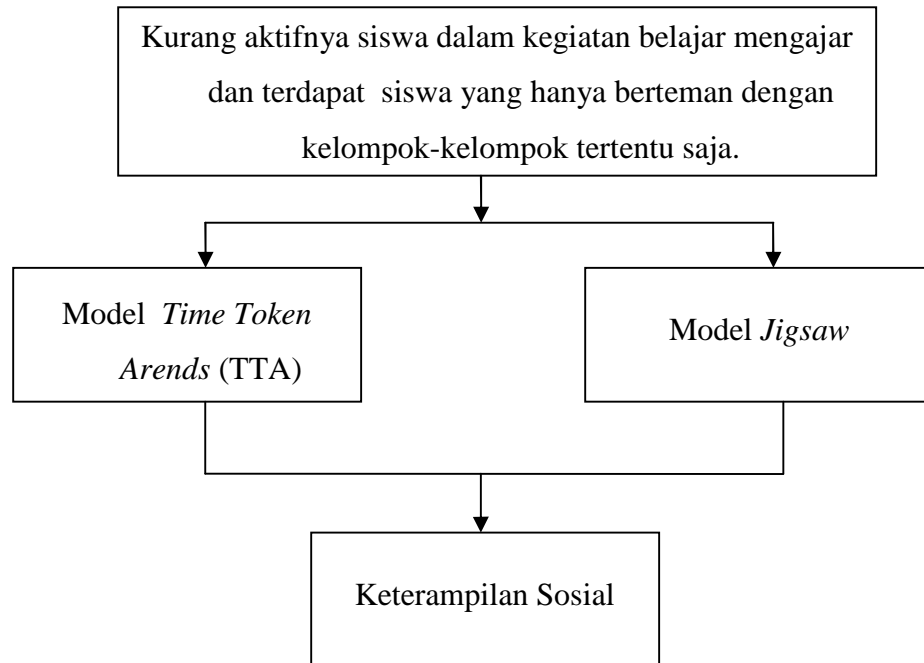 Kurang aktifnya siswa dalam kegiatan belajar mengajar
dan terdapat siswa yang hanya berteman dengan
kelompok-kelompok tertentu saja.
Model Time Token
Arends (TTA)
Model Jigsaw
Keterampilan Sosial